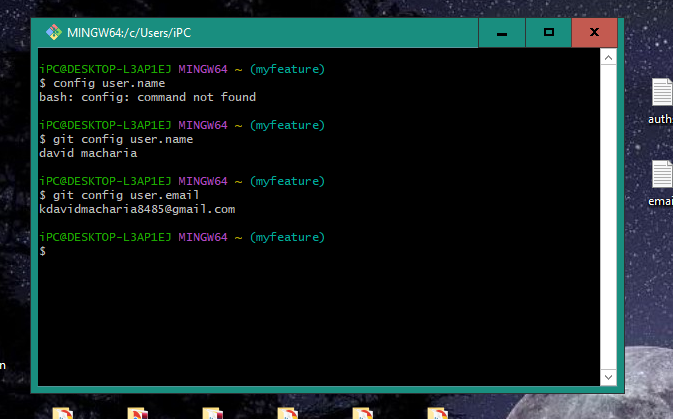 MINGW64:/c/Users/iPC
iPC@DESKTOP-L3AP1EJ MINGW64 ~ (myfeature)
$ config user.name
bash: config: command not found
iPC@DESKTOP-L3AP1EJ MINGW64 ~ (myfeature)
$ git config user.name
david macharia
iPC@DESKTOP-L3AP1EJ MINGW64 ~ (myfeature)
$ git config user.email
kdavidmacharia8485@gmail.com
iPC@DESKTOP-L3AP1EJ MINGW64 ~ (myfeature)
$
auth
emai
n